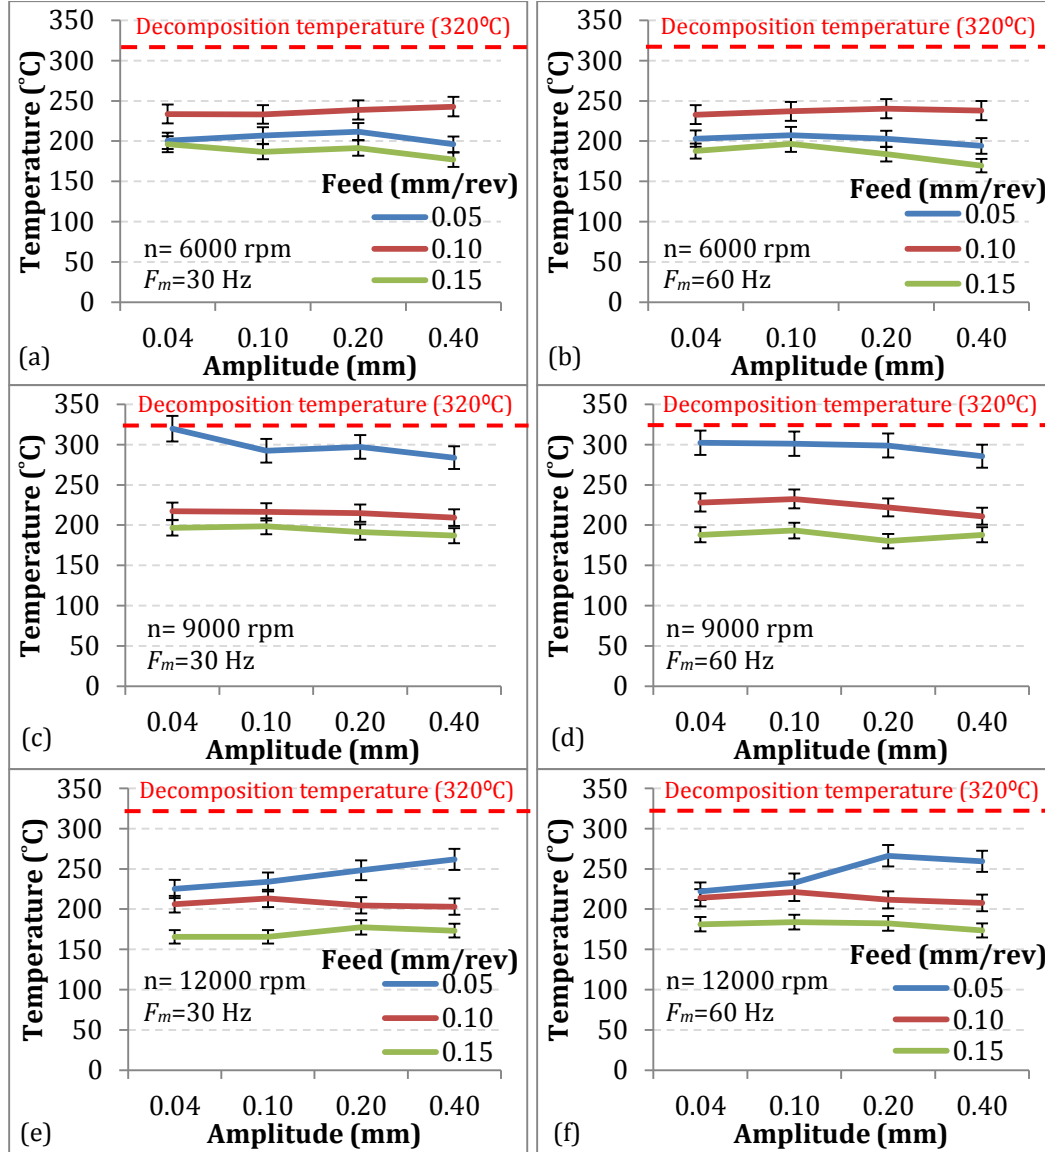 Decomposition temperature (320⁰C)
350
300
250
200
150
100
50
0
Temperature (˚C)
Feed (mm/rev)
0.05
0.10
0.15
n= 6000 rpm
Fm=30 Hz
0.04 0.10 0.20 0.40
Amplitude (mm)
(a)
Decomposition temperature (320⁰C)
350
300
250
200
150
100
50
0
Temperature (˚C)
Feed (mm/rev)
0.05
0.10
0.15
n= 6000 rpm
Fm=60 Hz
0.04 0.10 0.20 0.40
Amplitude (mm)
(b)
Decomposition temperature (320⁰C)
350
300
250
200
150
100
50
0
Temperature (˚C)
n= 9000 rpm
Fm=30 Hz
0.04 0.10 0.20 0.40
Amplitude (mm)
(c)
Decomposition temperature (320⁰C)
350
300
250
200
150
100
50
0
Temperature (˚C)
n= 9000 rpm
Fm=60 Hz
0.04 0.10 0.20 0.40
Amplitude (mm)
(d)
Decomposition temperature (320⁰C)
350
300
250
200
150
100
50
0
Temperature (˚C)
Feed (mm/rev)
0.05
0.10
0.15
n= 12000 rpm
Fm=30 Hz
0.04 0.10 0.20 0.40
Amplitude (mm)
(e)
Decomposition temperature (320⁰C)
350
300
250
200
150
100
50
0
Temperature (˚C)
Feed (mm/rev)
0.05
0.10
0.15
n= 12000 rpm
Fm=60 Hz
0.04 0.10 0.20 0.40
Amplitude (mm)
(f)